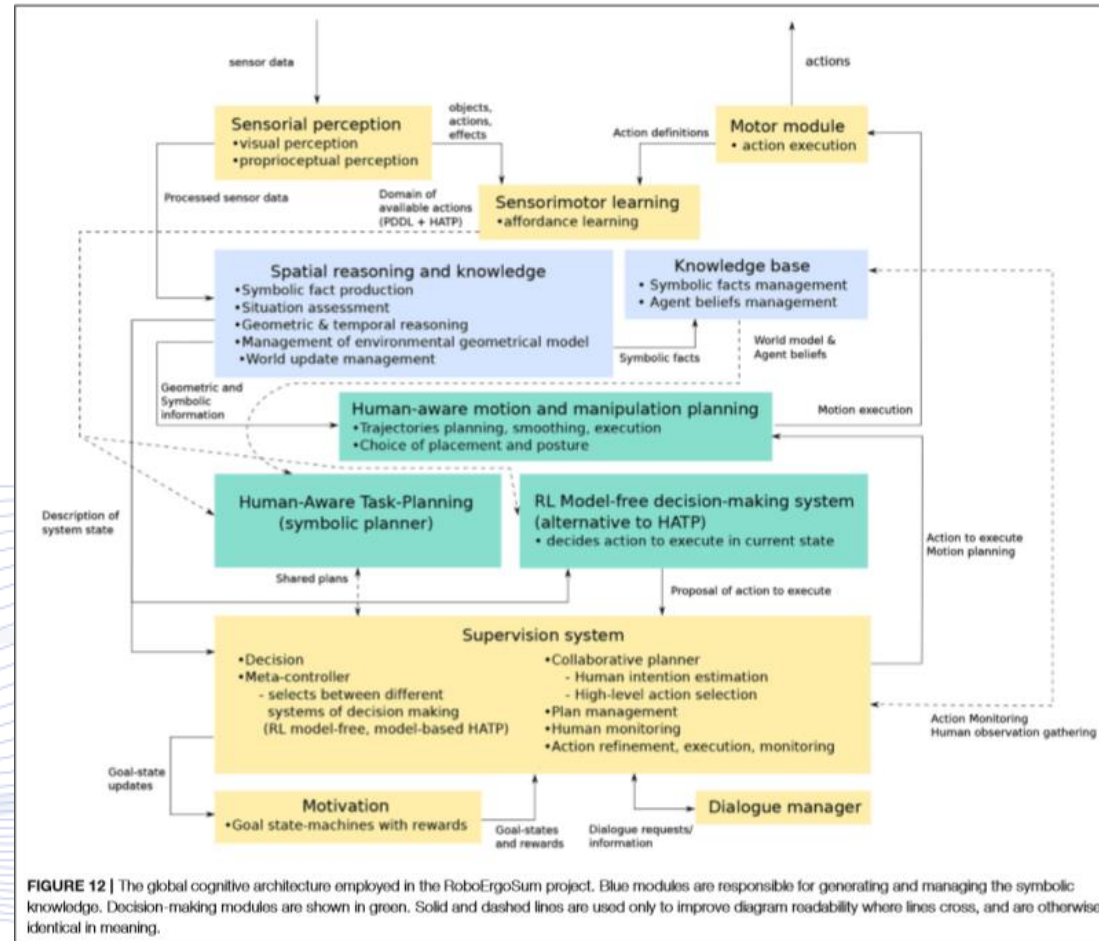 sensor data
actions
Sensorial perception
•visual perception
•proprioceptual perception
objects,
actions,
effects
Action definitions
Motor module
• action execution
Processed sensor data
Domain of
available actions
(PDDL + HATP)
Sensorimotor learning
•affordance learning
Spatial reasoning and knowledge
•Symbolic fact production
•Situation assessment
•Geometric & temporal reasoning
•Management of environmental geometrical model
•World update management
Knowledge base
• Symbolic facts management
• Agent beliefs management
Symbolic facts
World model &
Agent beliefs
Geometric and
Symbolic
information
Human-aware motion and manipulation planning
•Trajectories planning, smoothing, execution
•Choice of placement and posture
Motion execution
Human-Aware Task-Planning
(symbolic planner)
RL Model-free decision-making system
(alternative to HATP)
• decides action to execute in current state
Description of
system state
Action to execute
Motion planning
Shared plans
Proposal of action to execute
Supervision system
•Decision
•Meta-controller
- selects between different
systems of decision making
(RL model-free, model-based HATP)
•Collaborative planner
- Human intention estimation
- High-level action selection
•Plan management
•Human monitoring
•Action refinement, execution, monitoring
Action Monitoring
Human observation gathering
Goal-state
updates
Motivation
•Goal state-machines with rewards
Goal-states
and rewards
Dialogue requests/
information
Dialogue manager
FIGURE 12 | The global cognitive architecture employed in the RoboErgoSum project. Blue modules are responsible for generating and managing the symbolic
knowledge. Decision-making modules are shown in green. Solid and dashed lines are used only to improve diagram readability where lines cross, and are otherwise
identical in meaning.